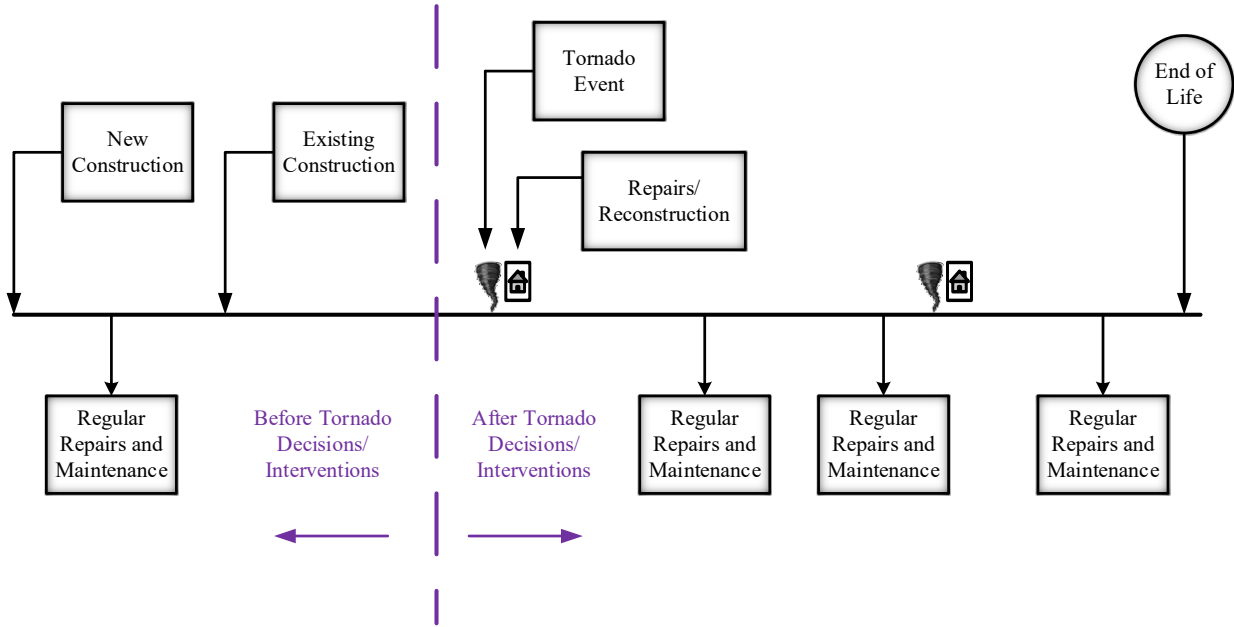 Tornado
Event
End of
Life
New
Construction
Existing
Construction
Repairs/
Reconstruction
Regular
Repairs and
Maintenance
Before Tornado
Decisions/
Interventions
After Tornado
Decisions/
Interventions
Regular
Repairs and
Maintenance
Regular
Repairs and
Maintenance
Regular
Repairs and
Maintenance